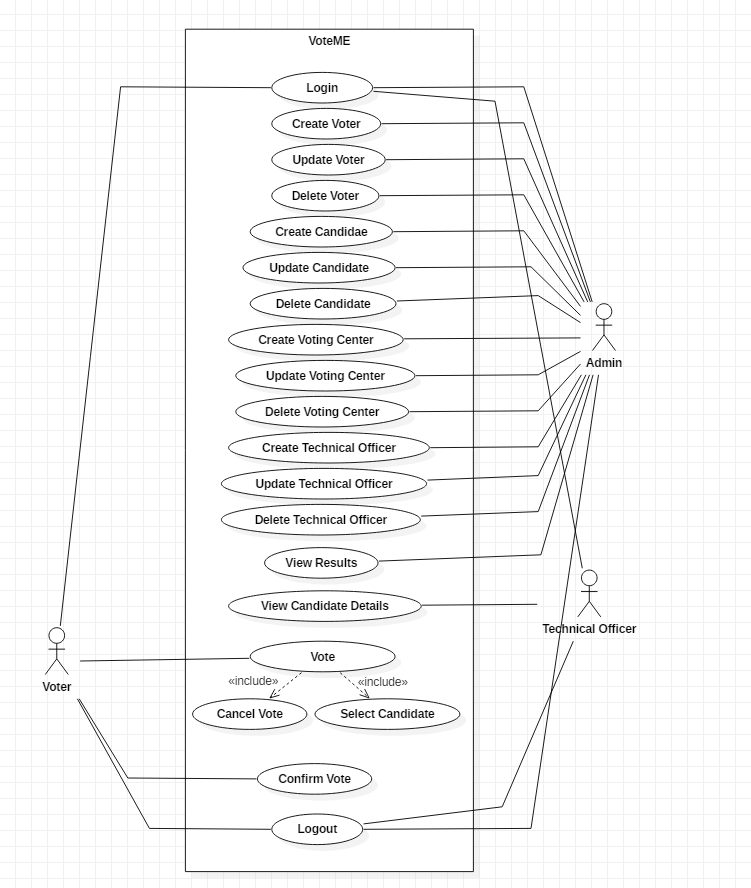 VoteME
Login
Create Voter
Update Voter
Delete Voter
Create Candidae
Update Candidate
Delete Candidate
Create Voting Center
Update Voting Center
Delete Voting Center
Create Technical Officer
Update Technical Officer
Delete Technical Officer
View Results
View Candidate Details
Vote
«include»
«include»
Cancel Vote
Select Candidate
Confirm Vote
Logout
Voter
Admin
Technical Officer